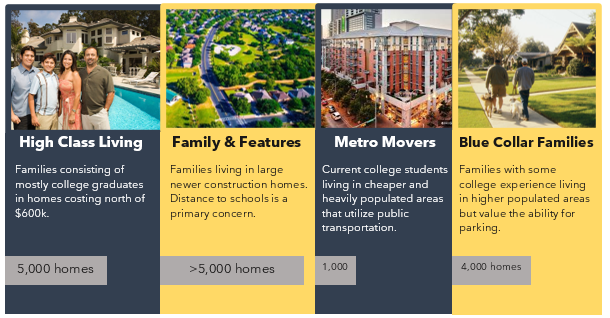 High Class Living
Families consisting of
mostly college graduates
in homes costing north of
$600k.
5,000 homes
Family & Features
Families living in large
newer construction homes.
Distance to schools is a
primary concern.
>5,000 homes
Metro Movers
Current college students
living in cheaper and
heavily populated areas
that utilize public
transportation.
1,000
Blue Collar Families
Families with some
college experience living
in higher populated areas
but value the ability for
parking.
4,000 homes